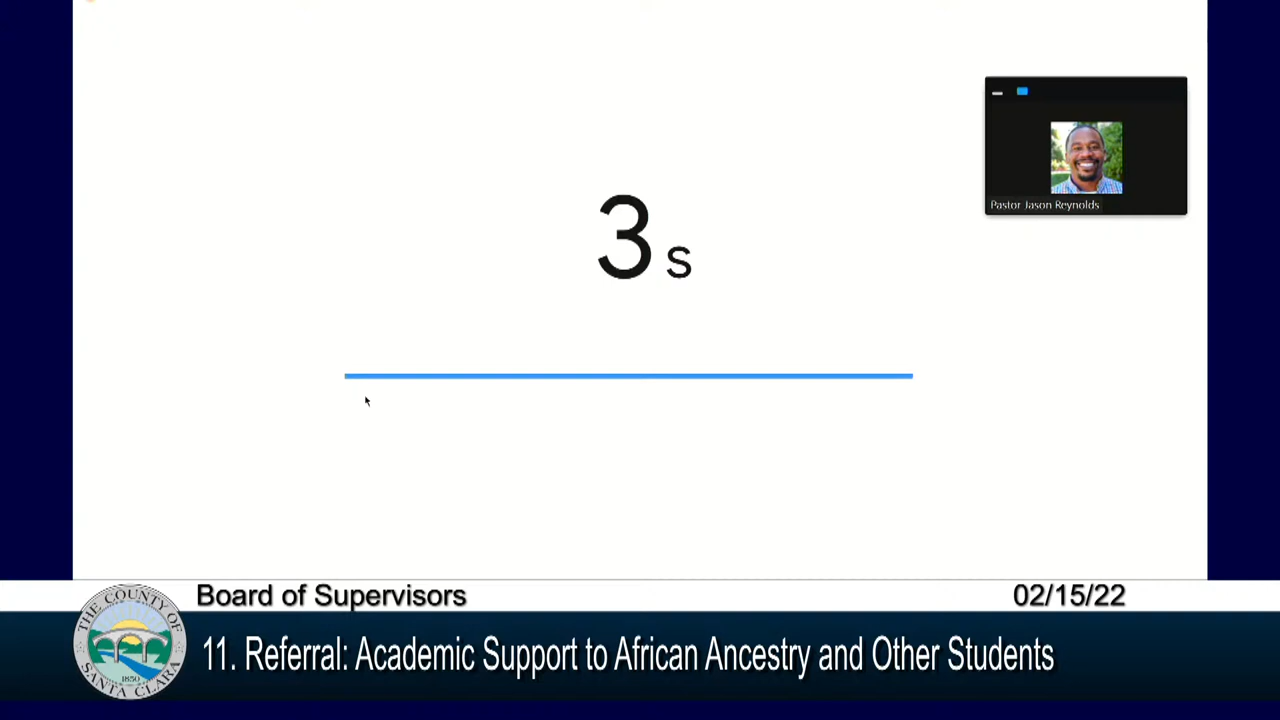 3 s
Pastor Jason Reynolds
Board of Supervisors
02/15/22
THE COUNTY OF
SANTA CLARA
1850
11. Referral: Academic Support to African Ancestry and Other Students